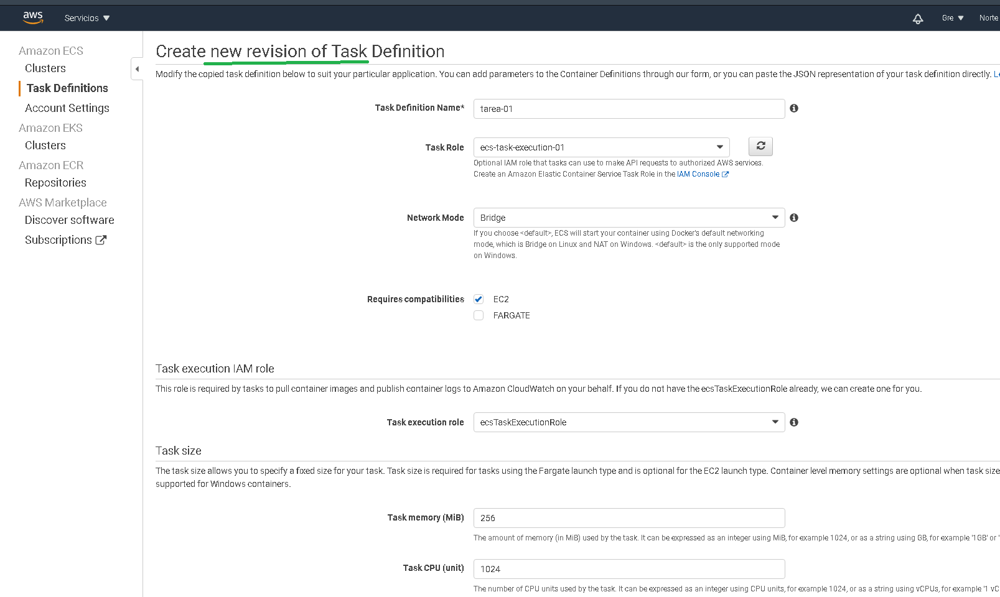 aws
Servicios
Gre
Norte
Amazon ECS
Clusters
Task Definitions
Account Settings
Amazon EKS
Clusters
Amazon ECR
Repositories
AWS Marketplace
Discover software
Subscriptions
Create new revision of Task Definition
Modify the copied task definition below to suit your particular application. You can add parameters to the Container Definitions through our form, or you can paste the JSON representation of your task definition directly.
Task Definition Name* tarea-01
Task Role ecs-task-execution-01
Optional IAM role that tasks can use to make API requests to authorized AWS services.
Create an Amazon Elastic Container Service Task Role in the IAM Console
Network Mode Bridge
If you choose <default>, ECS will start your container using Docker's default networking
mode, which is Bridge on Linux and NAT on Windows. <default> is the only supported mode
on Windows.
Requires compatibilities EC2
FARGATE
Task execution IAM role
This role is required by tasks to pull container images and publish container logs to Amazon CloudWatch on your behalf. If you do not have the ecsTaskExecutionRole already, we can create one for you.
Task execution role ecsTaskExecutionRole
Task size
The task size allows you to specify a fixed size for your task. Task size is required for tasks using the Fargate launch type and is optional for the EC2 launch type. Container level memory settings are optional when task size
supported for Windows containers.
Task memory (MiB) 256
The amount of memory (in MiB) used by the task. It can be expressed as an integer using MiB, for example 1024, or as a string using GB, for example '1GB' or '
Task CPU (unit) 1024
The number of CPU units used by the task. It can be expressed as an integer using CPU units, for example 1024, or as a string using vCPUs, for example '1